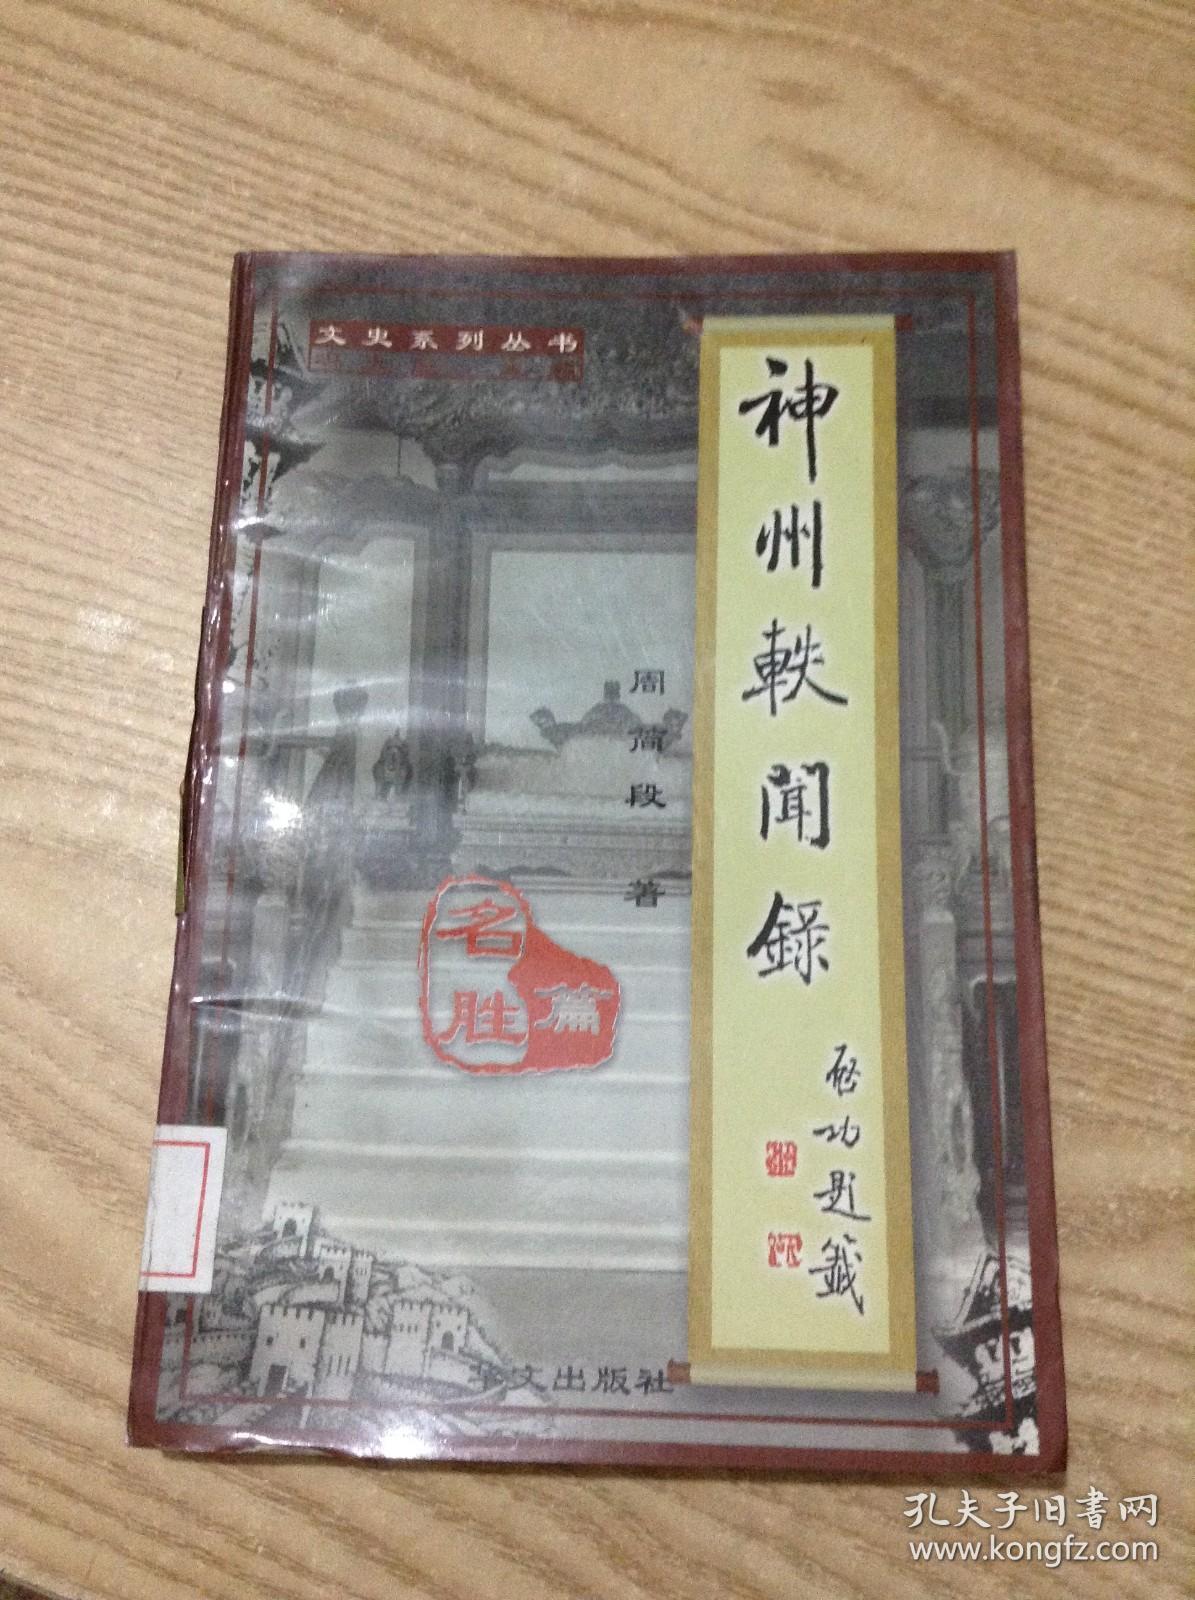 文史系列丛书
神州軼聞録
启功题籤
周简段 著
名胜篇
华文出版社
孔夫子旧书网
www.kongfz.com